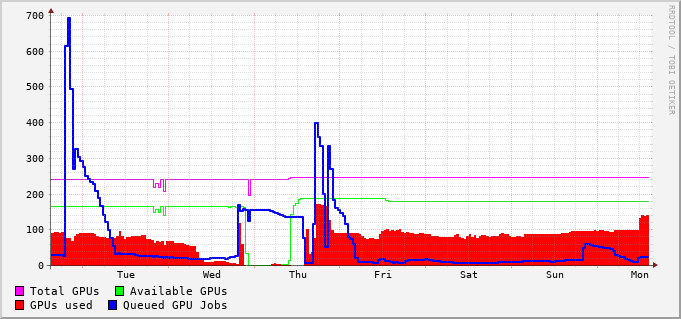 700
600
500
400
300
200
100
0
Tue Wed Thu Fri Sat Sun Mon
Total GPUs Available GPUs
GPUs used Queued GPU Jobs
RRDTOOL / TOBI OETIKER